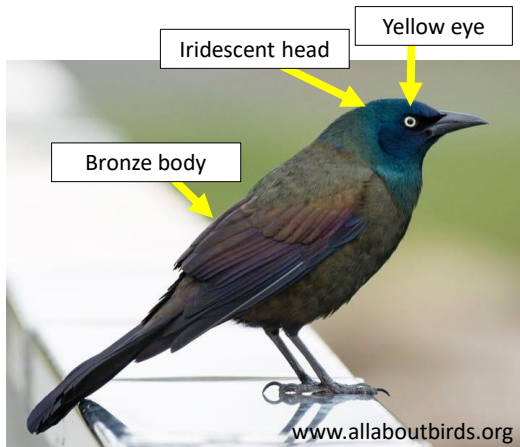 Yellow eye
Iridescent head
Bronze body
www.allaboutbirds.org